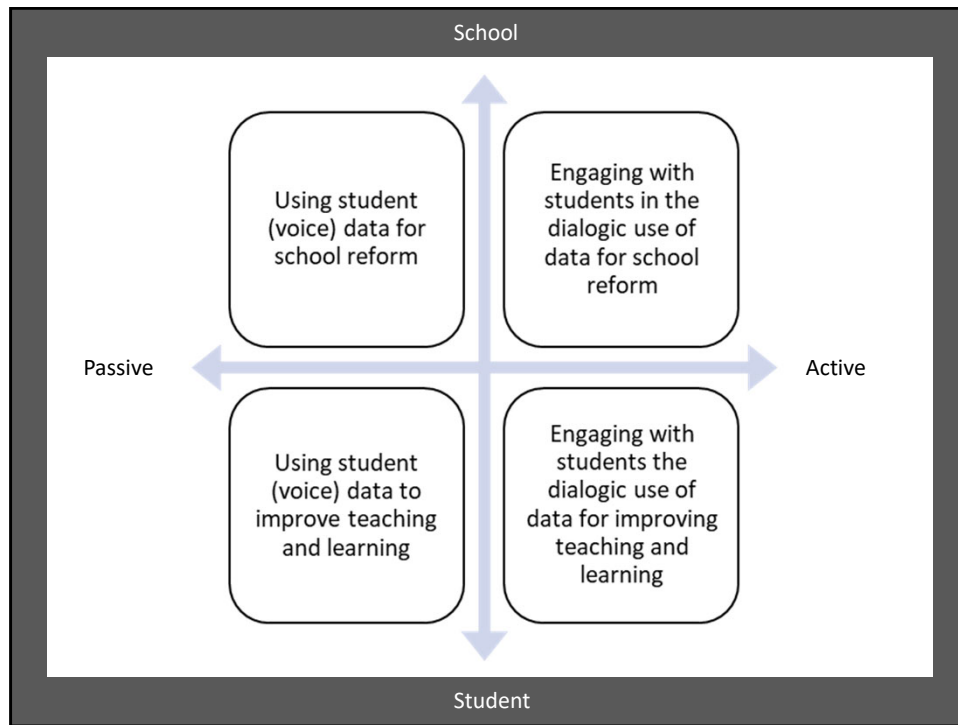 School
Using student
(voice) data for
school reform
Engaging with
students in the
dialogic use of
data for school
reform
Passive
Active
Using student
(voice) data to
improve teaching
and learning
Engaging with
students the
dialogic use of
data for improving
teaching and
learning
Student